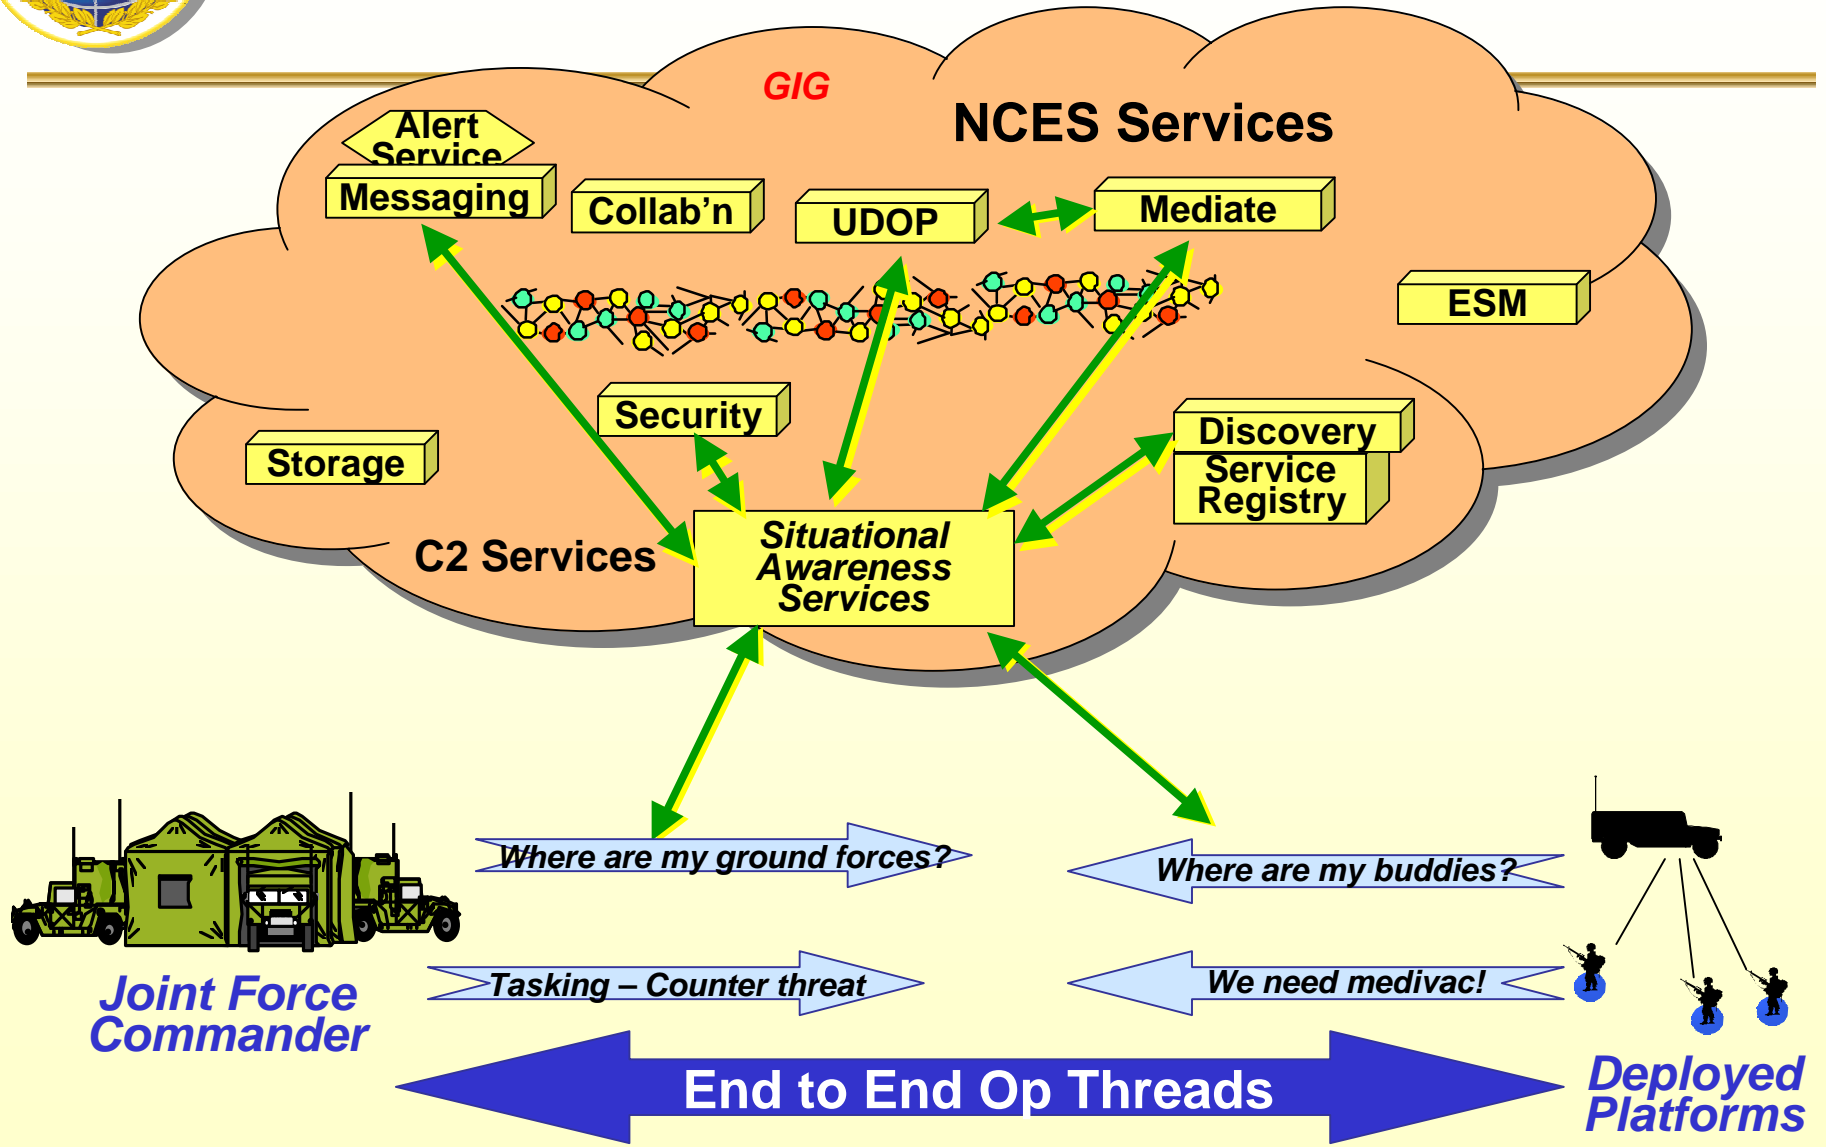 GIG
NCES Services
Alert
Service
Messaging
Collab'n
UDOP
Mediate
ESM
Security
Storage
Discovery
Service
Registry
C2 Services
Situational
Awareness
Services
Where are my ground forces?
Where are my buddies?
Tasking – Counter threat
We need medivac!
Joint Force
Commander
End to End Op Threads
Deployed
Platforms